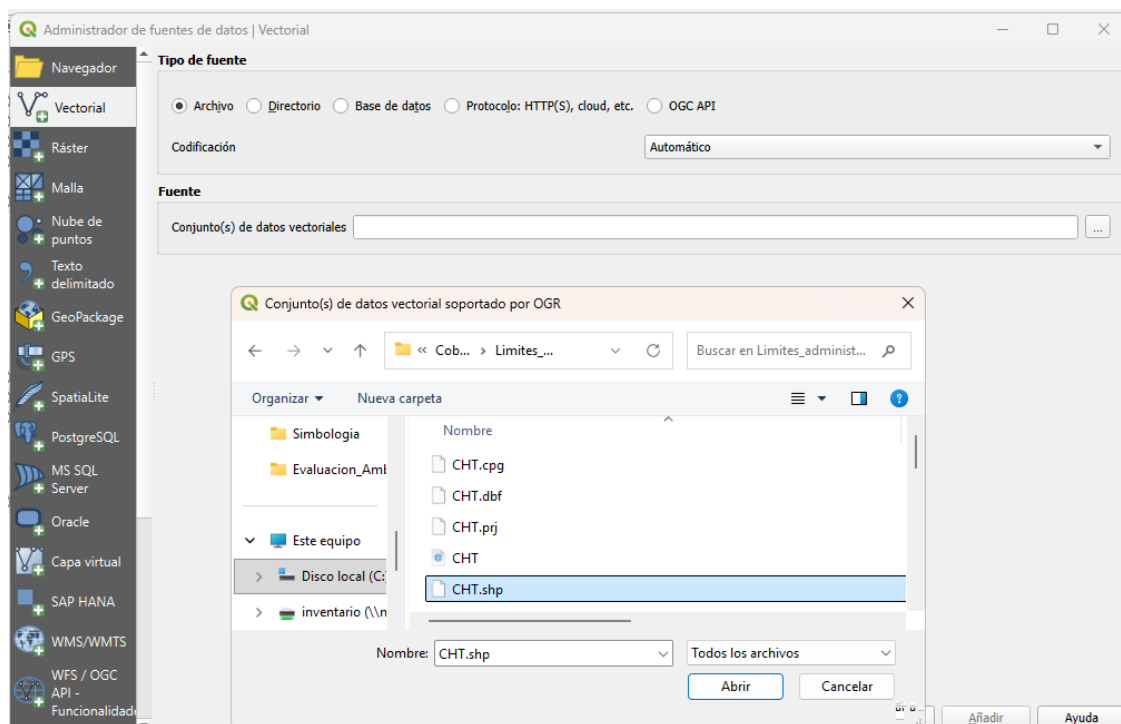 Administrador de fuentes de datos | Vectorial
Navegador
Vectorial
Ráster
Malla
Nube de
puntos
Texto
delimitado
GeoPackage
GPS
SpatiaLite
PostgreSQL
MS SQL
Server
Oracle
Capa virtual
SAP HANA
WMS/WMTS
WFS / OGC
API -
Funcionalidade
Tipo de fuente
Archivo Directorio Base de datos Protocolo: HTTP(S), cloud, etc. OGC API
Codificación Automático
Fuente
Conjunto(s) de datos vectoriales ...
Conjunto(s) de datos vectorial soportado por OGR
« Cob... > Limites_... Buscar en Limites_administ...
Organizar Nueva carpeta
Simbologia
Evaluacion_Aml
Este equipo
Disco local (C:
inventario (\\n
Nombre
CHT.cpg
CHT.dbf
CHT.prj
CHT
CHT.shp
Nombre: CHT.shp Todos los archivos
Abrir Cancelar
Añadir Ayuda